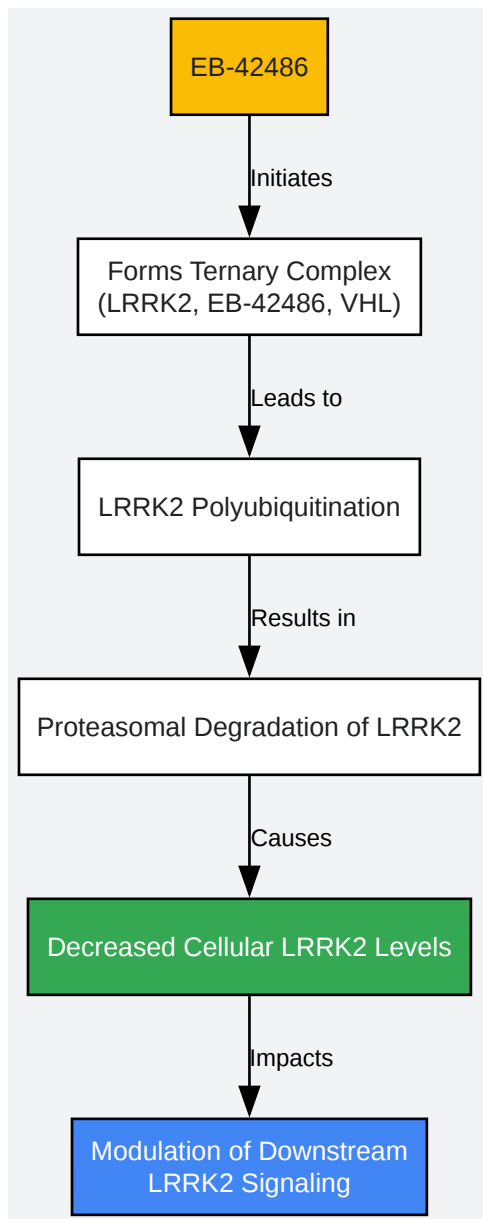 EB-42486
Initiates
Forms Ternary Complex
(LRRK2, EB-42486, VHL)
Leads to
LRRK2 Polyubiquitination
Results in
Proteasomal Degradation of LRRK2
Causes
Decreased Cellular LRRK2 Levels
Impacts
Modulation of Downstream
LRRK2 Signaling